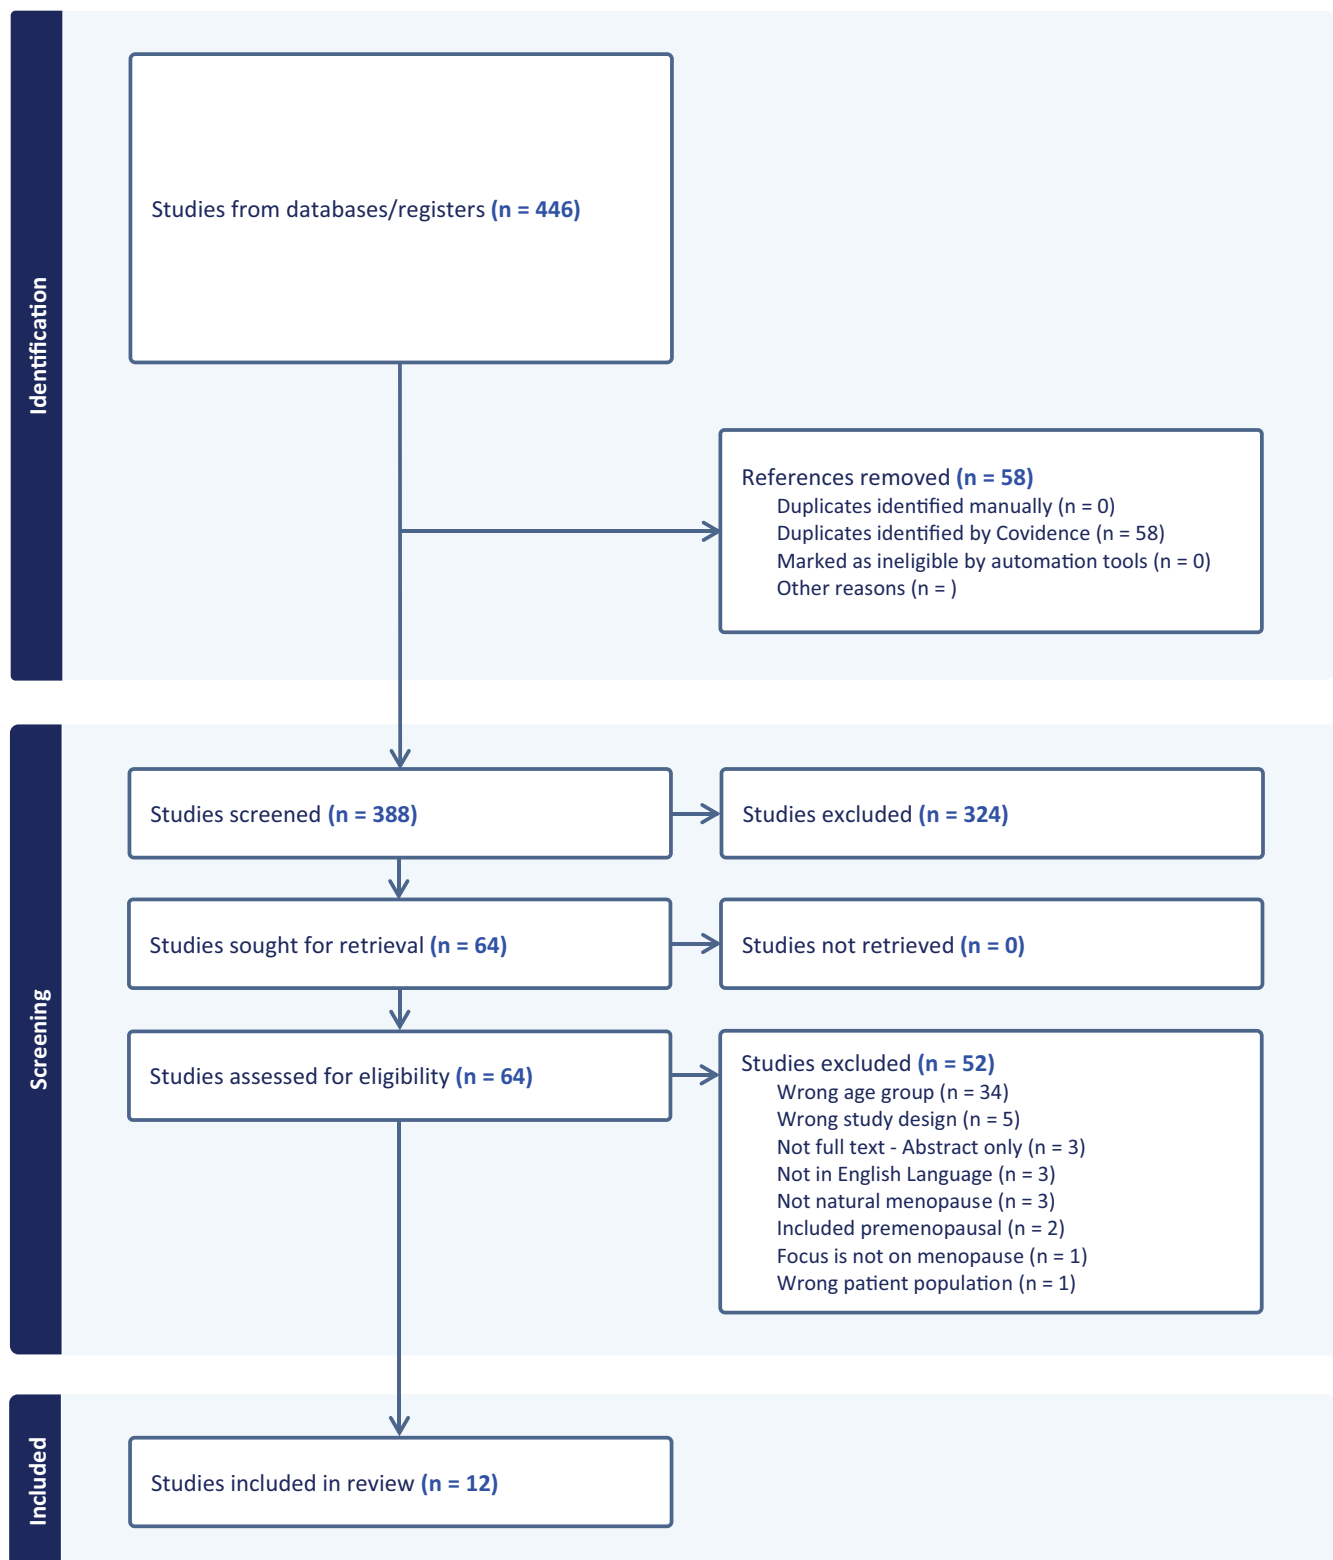 Identification
Studies from databases/registers (n = 446)
References removed (n = 58)
Duplicates identified manually (n = 0)
Duplicates identified by Covidence (n = 58)
Marked as ineligible by automation tools (n = 0)
Other reasons (n = )
Screening
Studies screened (n = 388)
Studies excluded (n = 324)
Studies sought for retrieval (n = 64)
Studies not retrieved (n = 0)
Studies assessed for eligibility (n = 64)
Studies excluded (n = 52)
Wrong age group (n = 34)
Wrong study design (n = 5)
Not full text - Abstract only (n = 3)
Not in English Language (n = 3)
Not natural menopause (n = 3)
Included premenopausal (n = 2)
Focus is not on menopause (n = 1)
Wrong patient population (n = 1)
Included
Studies included in review (n = 12)